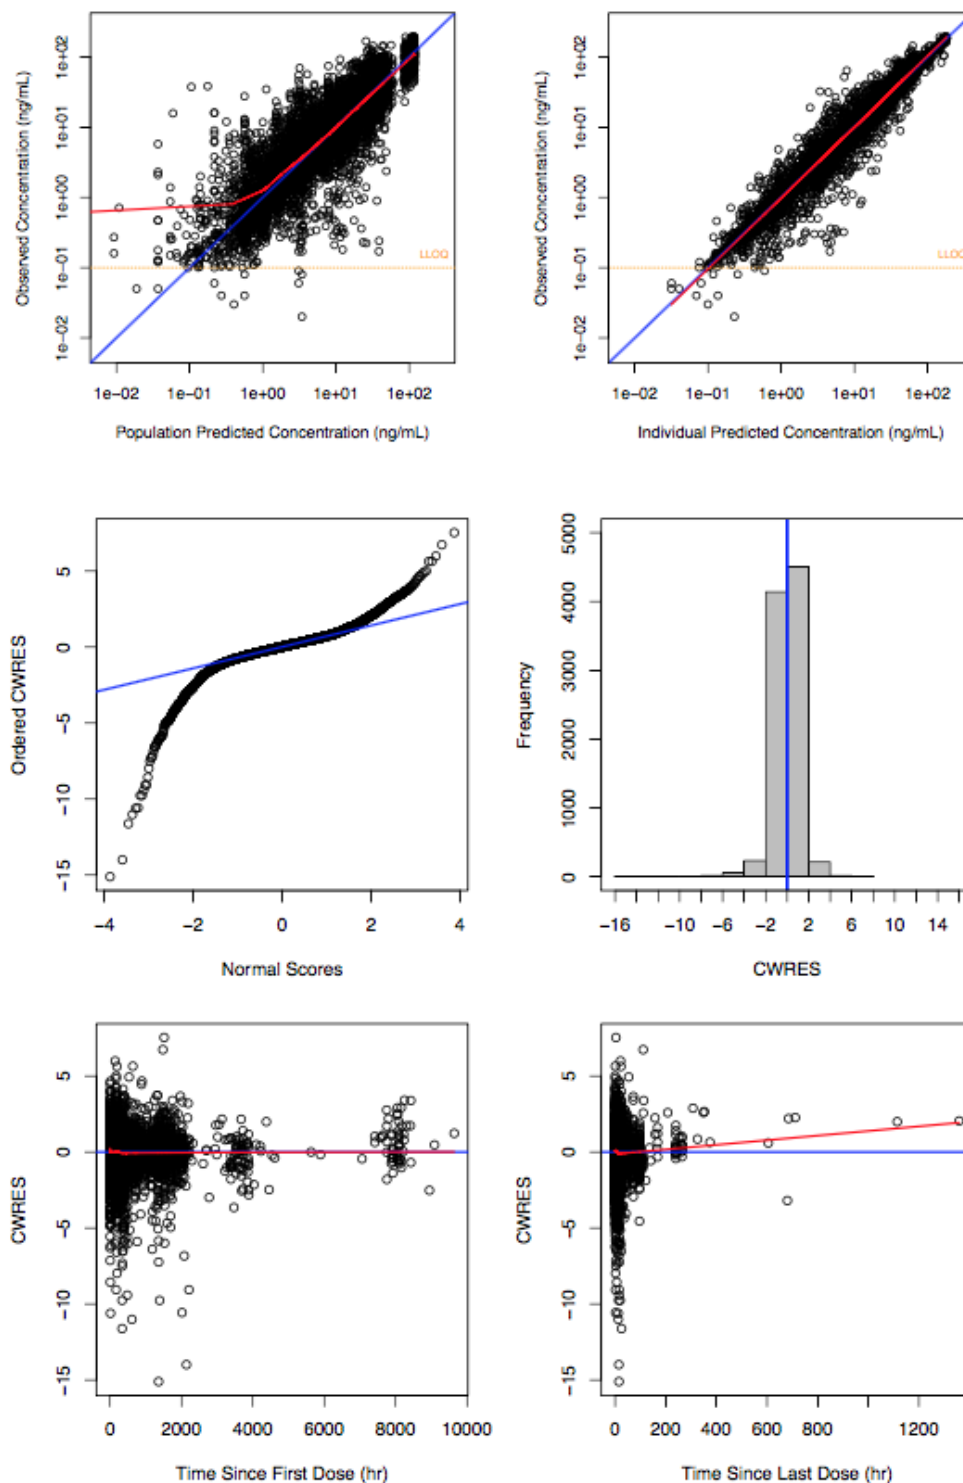 Observed Concentration (ng/mL)
1e+02
1e+01
1e+00
1e-01
1e-02
LLOQ
1e-02 1e-01 1e+00 1e+01 1e+02
Population Predicted Concentration (ng/mL)
Observed Concentration (ng/mL)
1e+02
1e+01
1e+00
1e-01
1e-02
LLOQ
1e-02 1e-01 1e+00 1e+01 1e+02
Individual Predicted Concentration (ng/mL)
Ordered CWRES
5
0
-5
-10
-15
-4 -2 0 2 4
Normal Scores
Frequency
5000
4000
3000
2000
1000
0
-16 -10 -6 -2 2 6 10 14
CWRES
CWRES
5
0
-5
-10
-15
0 2000 4000 6000 8000 10000
Time Since First Dose (hr)
CWRES
5
0
-5
-10
-15
0 200 400 600 800 1200
Time Since Last Dose (hr)